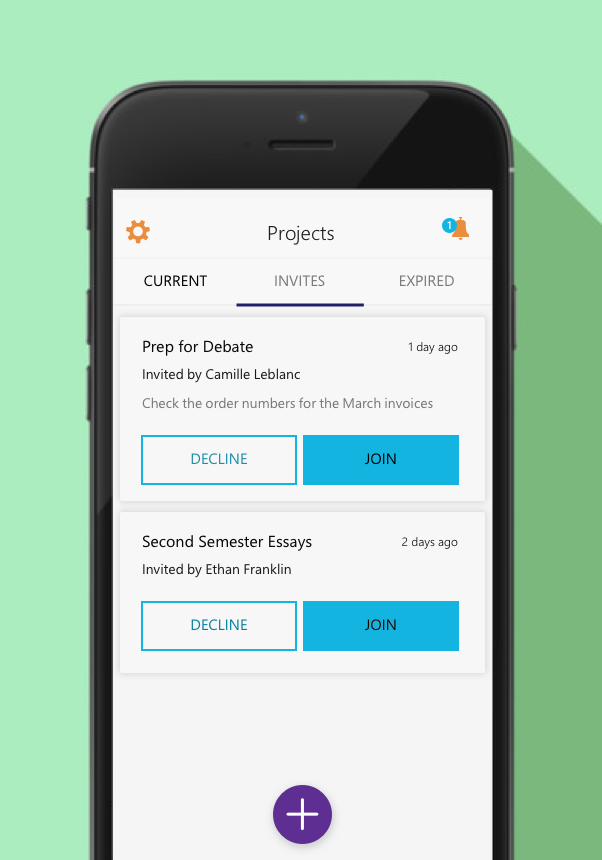 Projects
1
CURRENT INVITES EXPIRED
Prep for Debate 1 day ago
Invited by Camille Leblanc
Check the order numbers for the March invoices
DECLINE JOIN
Second Semester Essays 2 days ago
Invited by Ethan Franklin
DECLINE JOIN